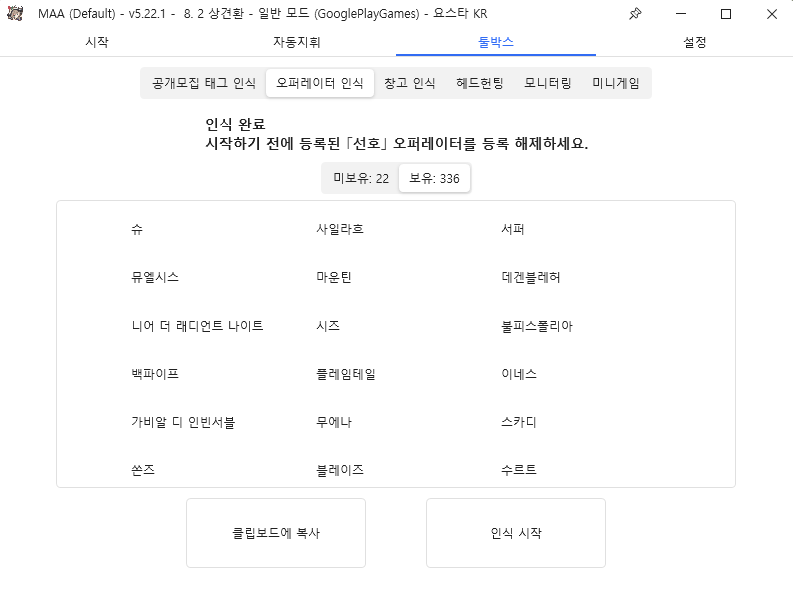 MAA (Default) - v5.22.1 - 8. 2 상견환 - 일반 모드 (GooglePlayGames) - 요스타 KR
시작 자동지휘 툴박스 설정
공개모집 태그 인식 오퍼레이터 인식 창고 인식 헤드헌팅 모니터링 미니게임
인식 완료
시작하기 전에 등록된 「선호」 오퍼레이터를 등록 해제하세요.
미보유: 22 보유: 336
슈 사일라흐 서퍼
뮤엘시스 마운틴 데겐블레허
니어 더 래디언트 나이트 시즈 불피스폴리아
백파이프 플레임테일 이네스
가비알 디 인빈서블 무에나 스카디
쏜즈 블레이즈 수르트
클립보드에 복사 인식 시작